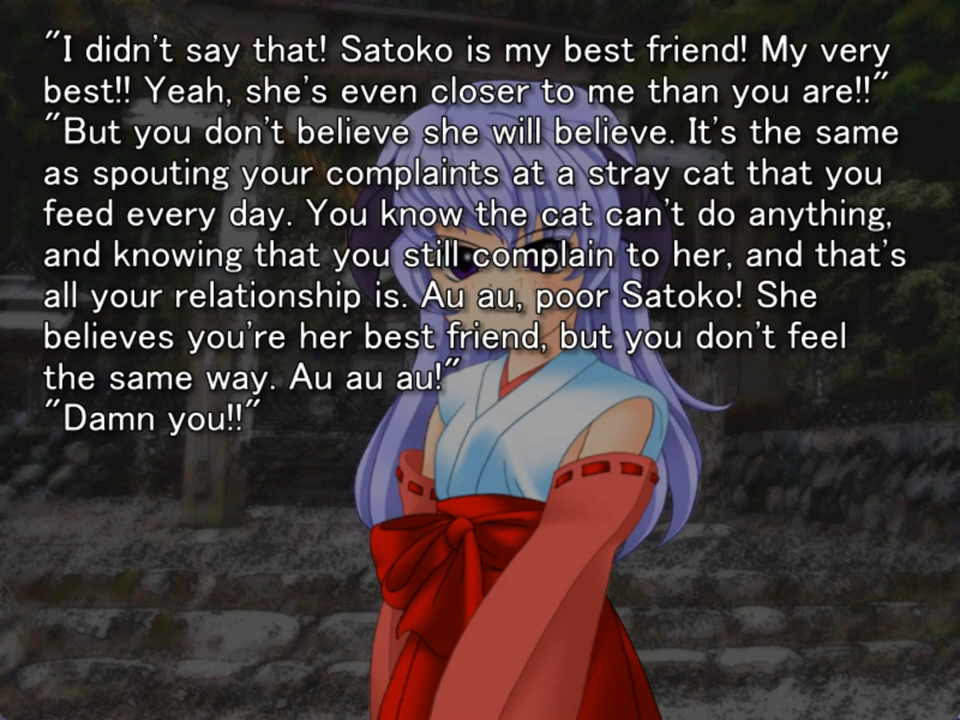 "I didn't say that! Satoko is my best friend! My very
best!! Yeah, she's even closer to me than you are!!"
"But you don't believe she will believe. It's the same
as spouting your complaints at a stray cat that you
feed every day. You know the cat can't do anything,
and knowing that you still complain to her, and that's
all your relationship is. Au au, poor Satoko! She
believes you're her best friend, but you don't feel
the same way. Au au au!"
"Damn you!!"